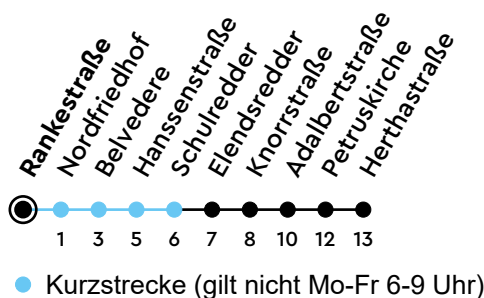 Rankestraße
Nordfriedhof
Belvedere
Hanssenstraße
Schulredder
Elendsredder
Knorrstraße
Adalbertstraße
Petruskirche
Herthastraße
1 3 5 6 7 8 10 12 13
Kurzstrecke (gilt nicht Mo-Fr 6-9 Uhr)